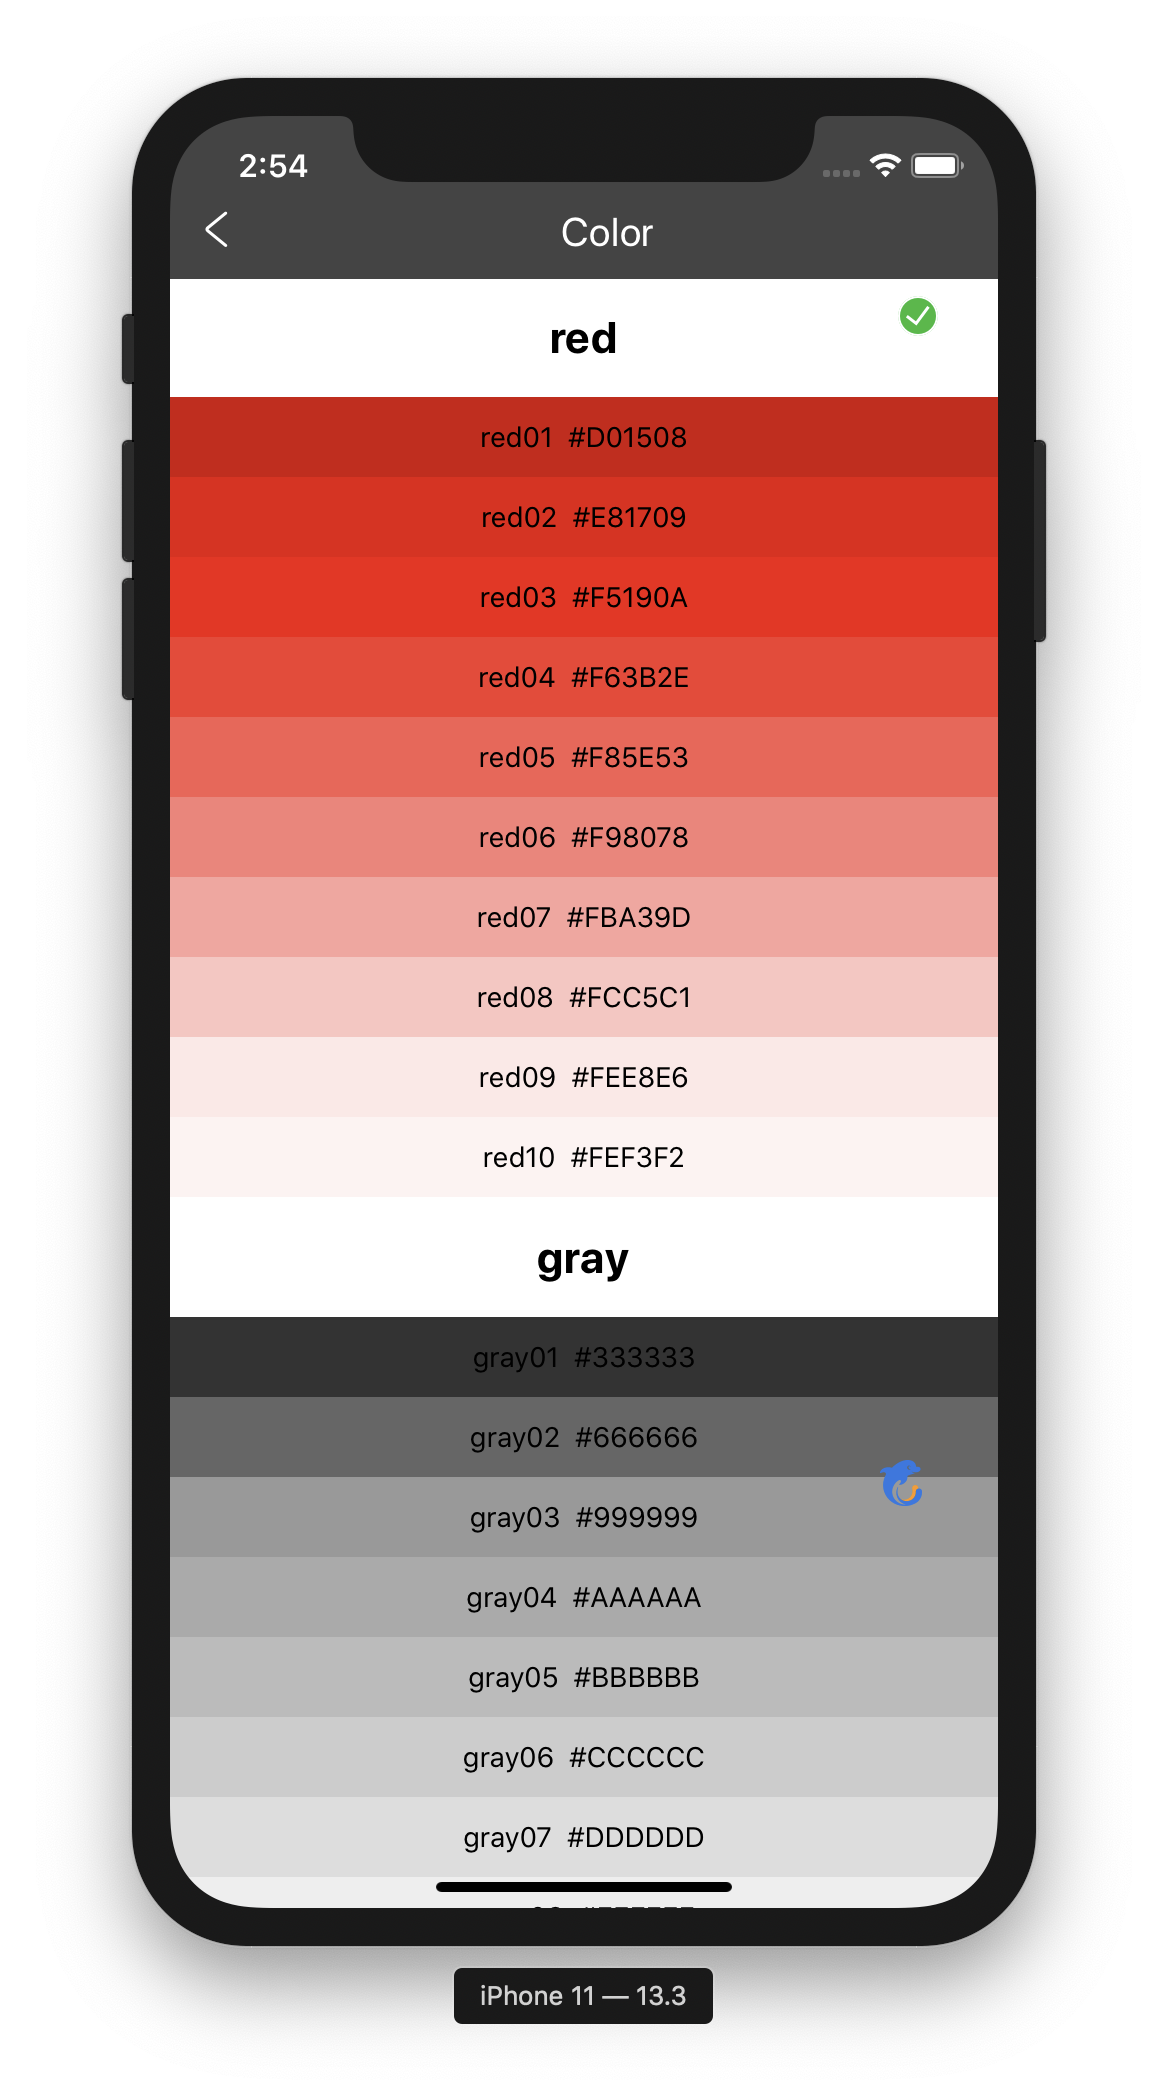 2:54
Color
red
red01 #D01508
red02 #E81709
red03 #F5190A
red04 #F63B2E
red05 #F85E53
red06 #F98078
red07 #FBA39D
red08 #FCC5C1
red09 #FEE8E6
red10 #FEF3F2
gray
gray01 #333333
gray02 #666666
gray03 #999999
gray04 #AAAAAA
gray05 #BBBBBB
gray06 #CCCCCC
gray07 #DDDDDD
iPhone 11 — 13.3